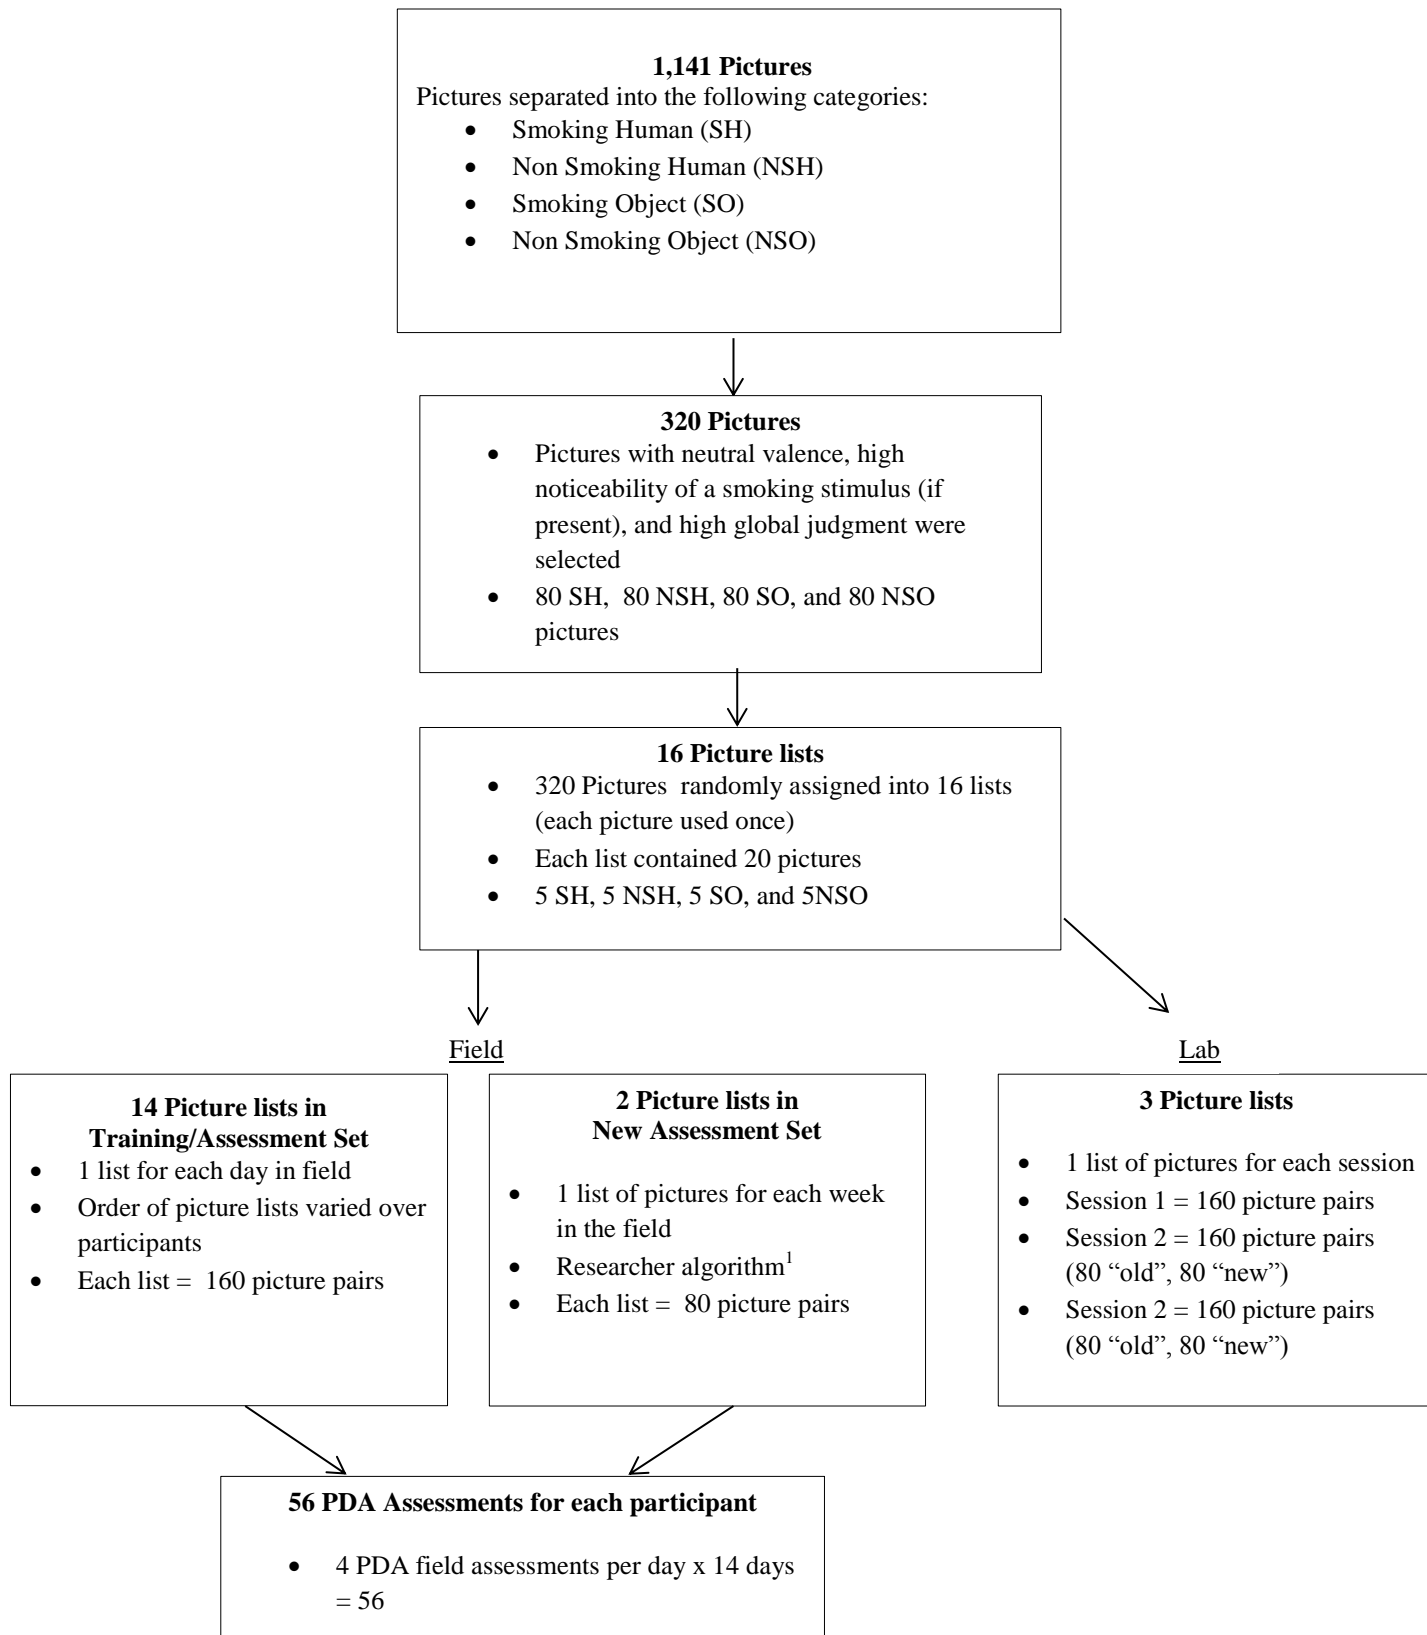 1,141 Pictures
Pictures separated into the following categories:
• Smoking Human (SH)
• Non Smoking Human (NSH)
• Smoking Object (SO)
• Non Smoking Object (NSO)
320 Pictures
• Pictures with neutral valence, high
noticeability of a smoking stimulus (if
present), and high global judgment were
selected
• 80 SH, 80 NSH, 80 SO, and 80 NSO
pictures
16 Picture lists
• 320 Pictures randomly assigned into 16 lists
(each picture used once)
• Each list contained 20 pictures
• 5 SH, 5 NSH, 5 SO, and 5NSO
Field
14 Picture lists in
Training/Assessment Set
• 1 list for each day in field
• Order of picture lists varied over
participants
• Each list = 160 picture pairs
2 Picture lists in
New Assessment Set
• 1 list of pictures for each week
in the field
• Researcher algorithm¹
• Each list = 80 picture pairs
Lab
3 Picture lists
• 1 list of pictures for each session
• Session 1 = 160 picture pairs
• Session 2 = 160 picture pairs
(80 “old”, 80 “new”)
• Session 2 = 160 picture pairs
(80 “old”, 80 “new”)
56 PDA Assessments for each participant
• 4 PDA field assessments per day x 14 days
= 56